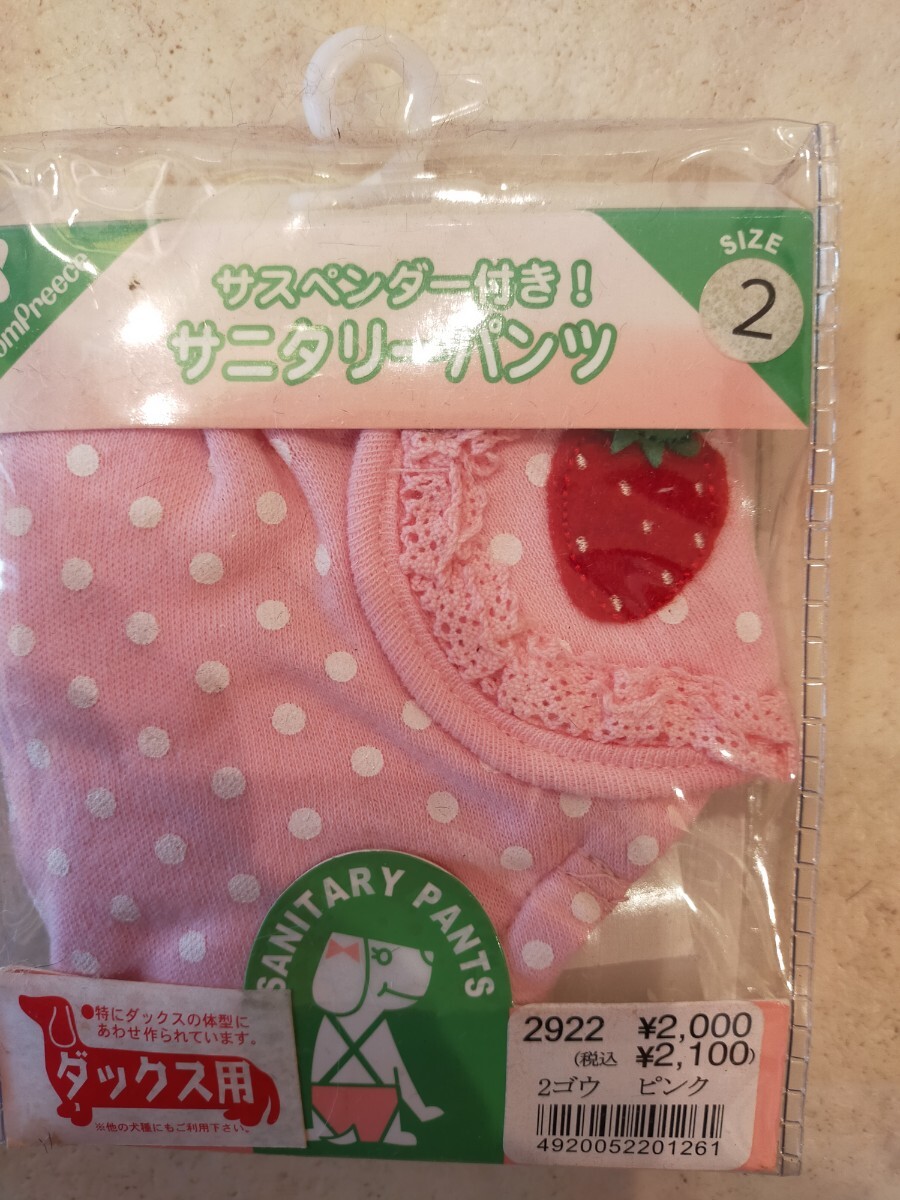 omPreece
サスペンダー付き!
サニタリーパンツ
SIZE
2
SANITARY PANTS
●特にダックスの体型に
あわせ作られています。
ダックス用
※他の犬種にもご利用下さい。
2922 ¥2,000
(税込 ¥2,100)
2ゴウ ピンク
4920052201261